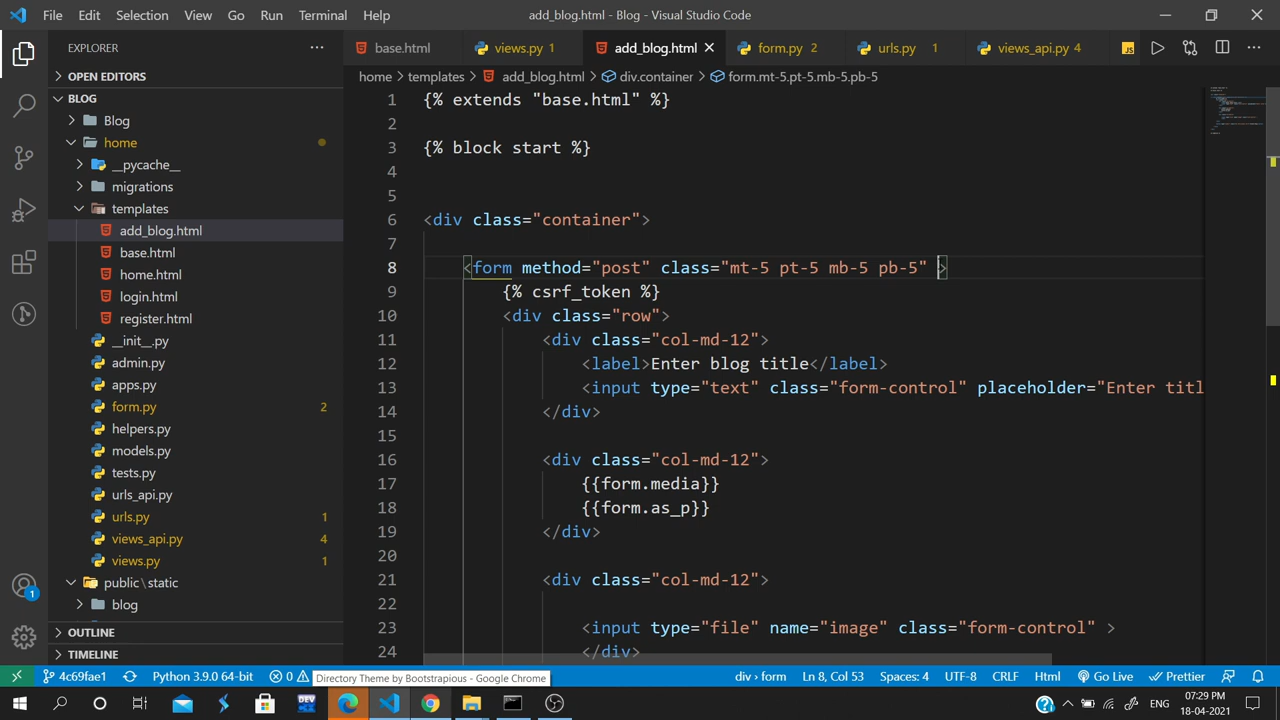 File Edit Selection View Go Run Terminal Help
add_blog.html - Blog - Visual Studio Code
EXPLORER
OPEN EDITORS
BLOG
Blog
home
__pycache__
migrations
templates
add_blog.html
base.html
home.html
login.html
register.html
__init__.py
admin.py
apps.py
form.py 2
helpers.py
models.py
tests.py
urls_api.py
urls.py 1
views_api.py 4
views.py 1
public\static
blog
OUTLINE
TIMELINE
base.html views.py 1 add_blog.html form.py 2 urls.py 1 views_api.py 4 JS
home templates add_blog.html div.container form.mt-5.pt-5.mb-5.pb-5
1 {% extends "base.html" %}
2
3 {% block start %}
4
5
6 <div class="container">
7
8 <form method="post" class="mt-5 pt-5 mb-5 pb-5" >
9 {% csrf_token %}
10 <div class="row">
11 <div class="col-md-12">
12 <label>Enter blog title</label>
13 <input type="text" class="form-control" placeholder="Enter titl
14 </div>
15
16 <div class="col-md-12">
17 {{form.media}}
18 {{form.as_p}}
19 </div>
20
21 <div class="col-md-12">
22
23 <input type="file" name="image" class="form-control" >
24 </div>
1
4c69fae1 Python 3.9.0 64-bit 0
Directory Theme by Bootstrapious - Google Chrome
div › form Ln 8, Col 53 Spaces: 4 UTF-8 CRLF Html Go Live Prettier
ENG
07:29 PM
18-04-2021